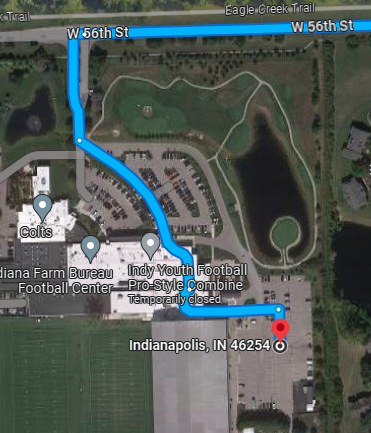 k Trail
Eagle Creek Trail
W 56th St
W 56th St
Colts
diana Farm Bureau
Football Center
Indy Youth Football
Pro-Style Combine
Temporarily closed
Indianapolis, IN 46254